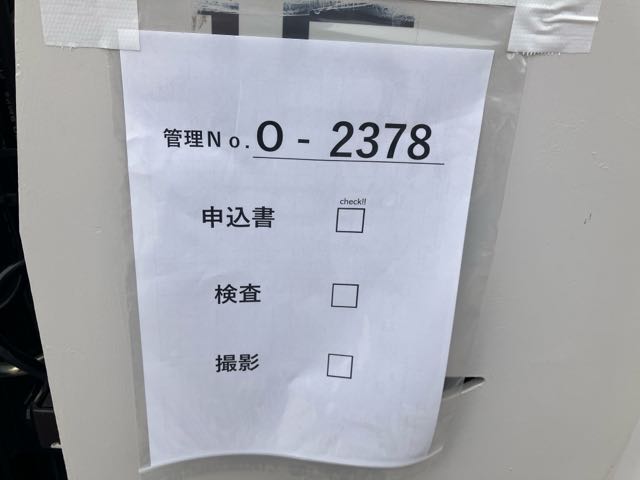 管理No. O - 2378
check!!
申込書 □
検査 □
撮影 □